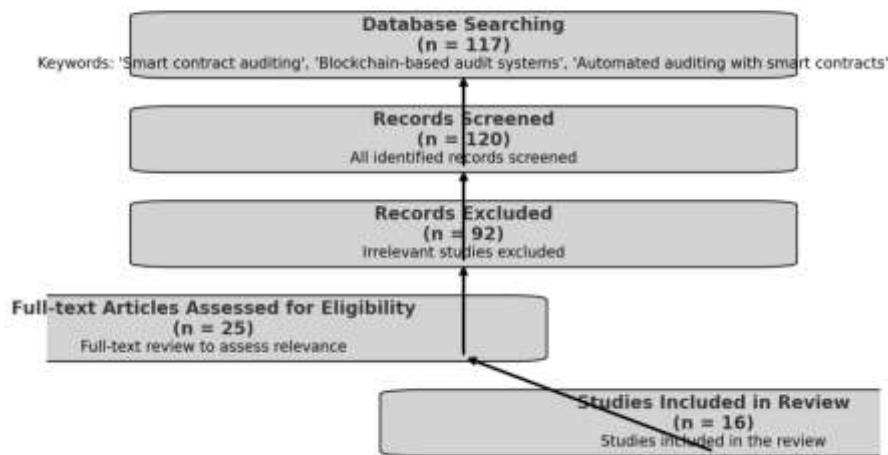 Database Searching
(n = 117)
Keywords: 'Smart contract auditing', 'Blockchain-based audit systems', 'Automated auditing with smart contracts'
Records Screened
(n = 120)
All identified records screened
Records Excluded
(n = 92)
Irrelevant studies excluded
Full-text Articles Assessed for Eligibility
(n = 25)
Full-text review to assess relevance
Studies Included in Review
(n = 16)
Studies included in the review